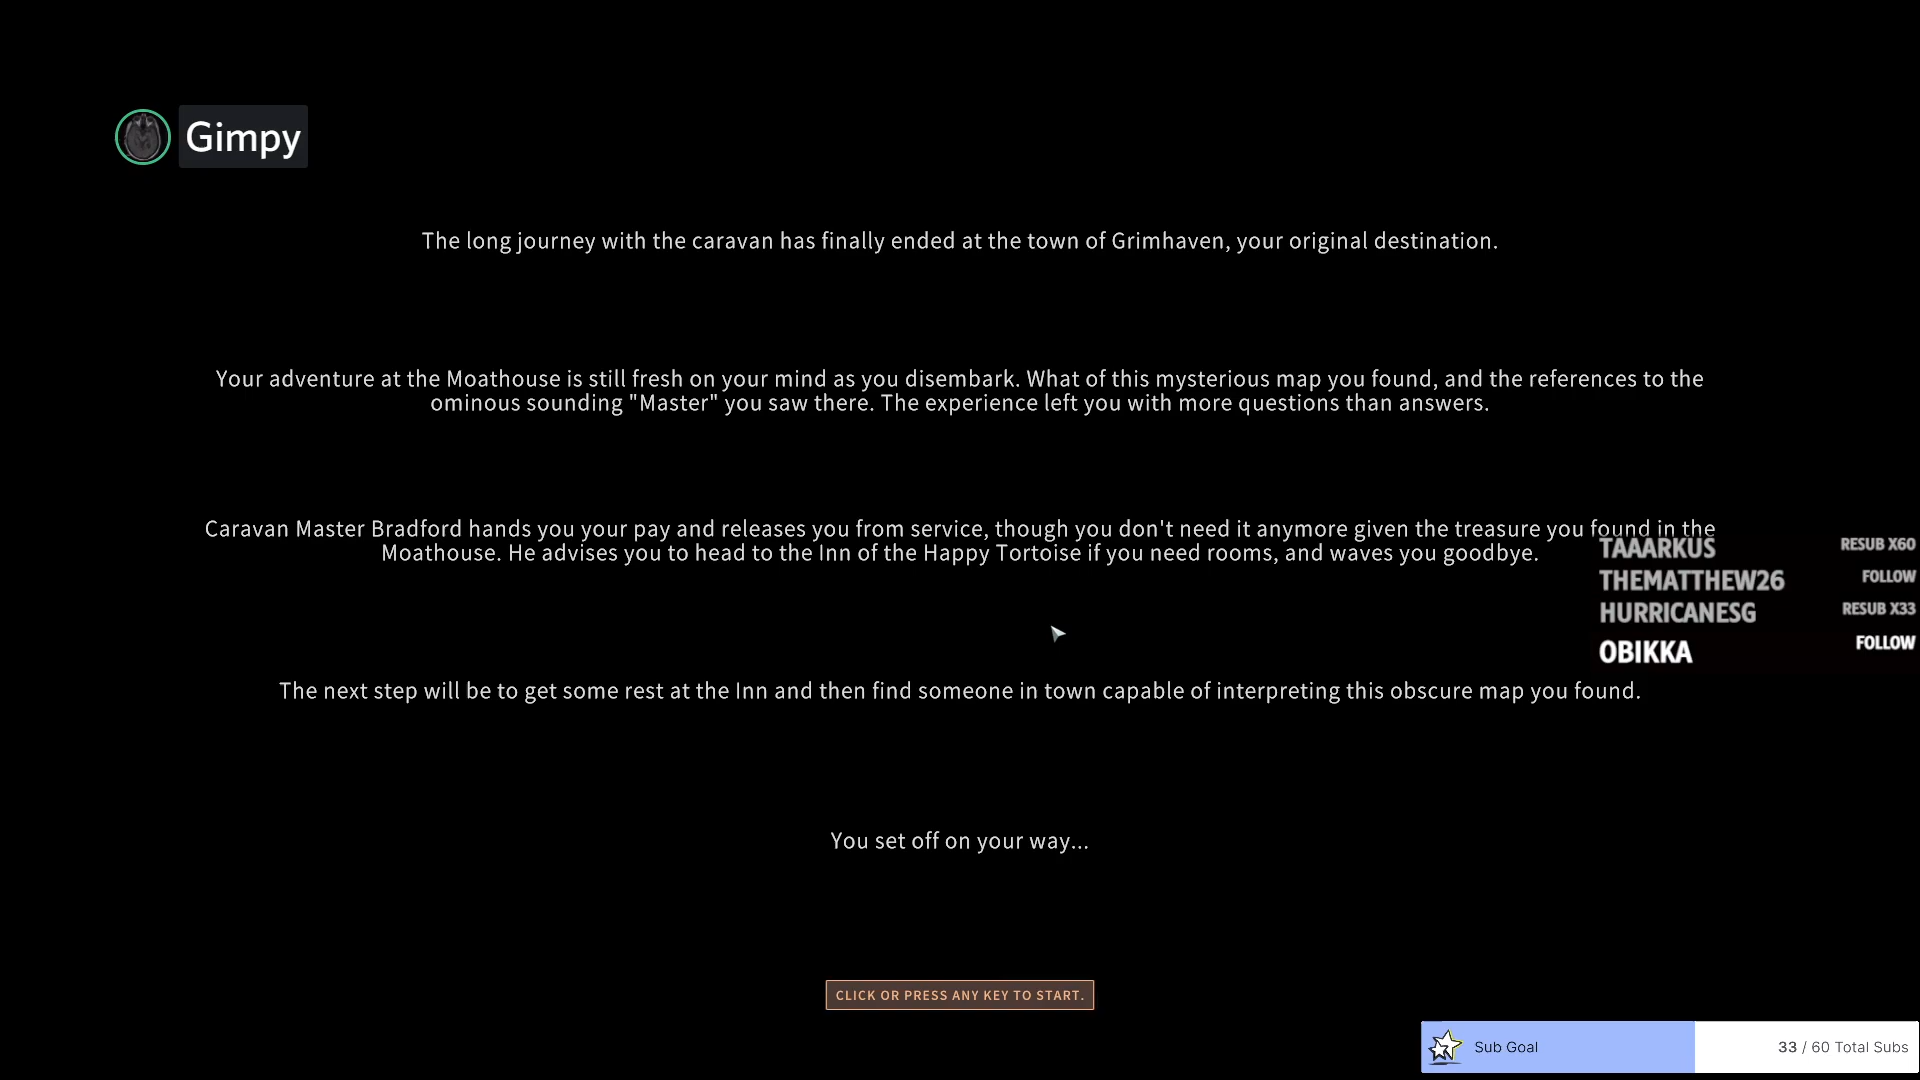 Gimpy
The long journey with the caravan has finally ended at the town of Grimhaven, your original destination.
Your adventure at the Moathouse is still fresh on your mind as you disembark. What of this mysterious map you found, and the references to the
ominous sounding "Master" you saw there. The experience left you with more questions than answers.
Caravan Master Bradford hands you your pay and releases you from service, though you don't need it anymore given the treasure you found in the
Moathouse. He advises you to head to the Inn of the Happy Tortoise if you need rooms, and waves you goodbye.
TAAARKUS RESUB X60
THEMATTHEW26 FOLLOW
HURRICANESG RESUB X33
OBIKKA FOLLOW
The next step will be to get some rest at the Inn and then find someone in town capable of interpreting this obscure map you found.
You set off on your way...
CLICK OR PRESS ANY KEY TO START.
Sub Goal 33 / 60 Total Subs